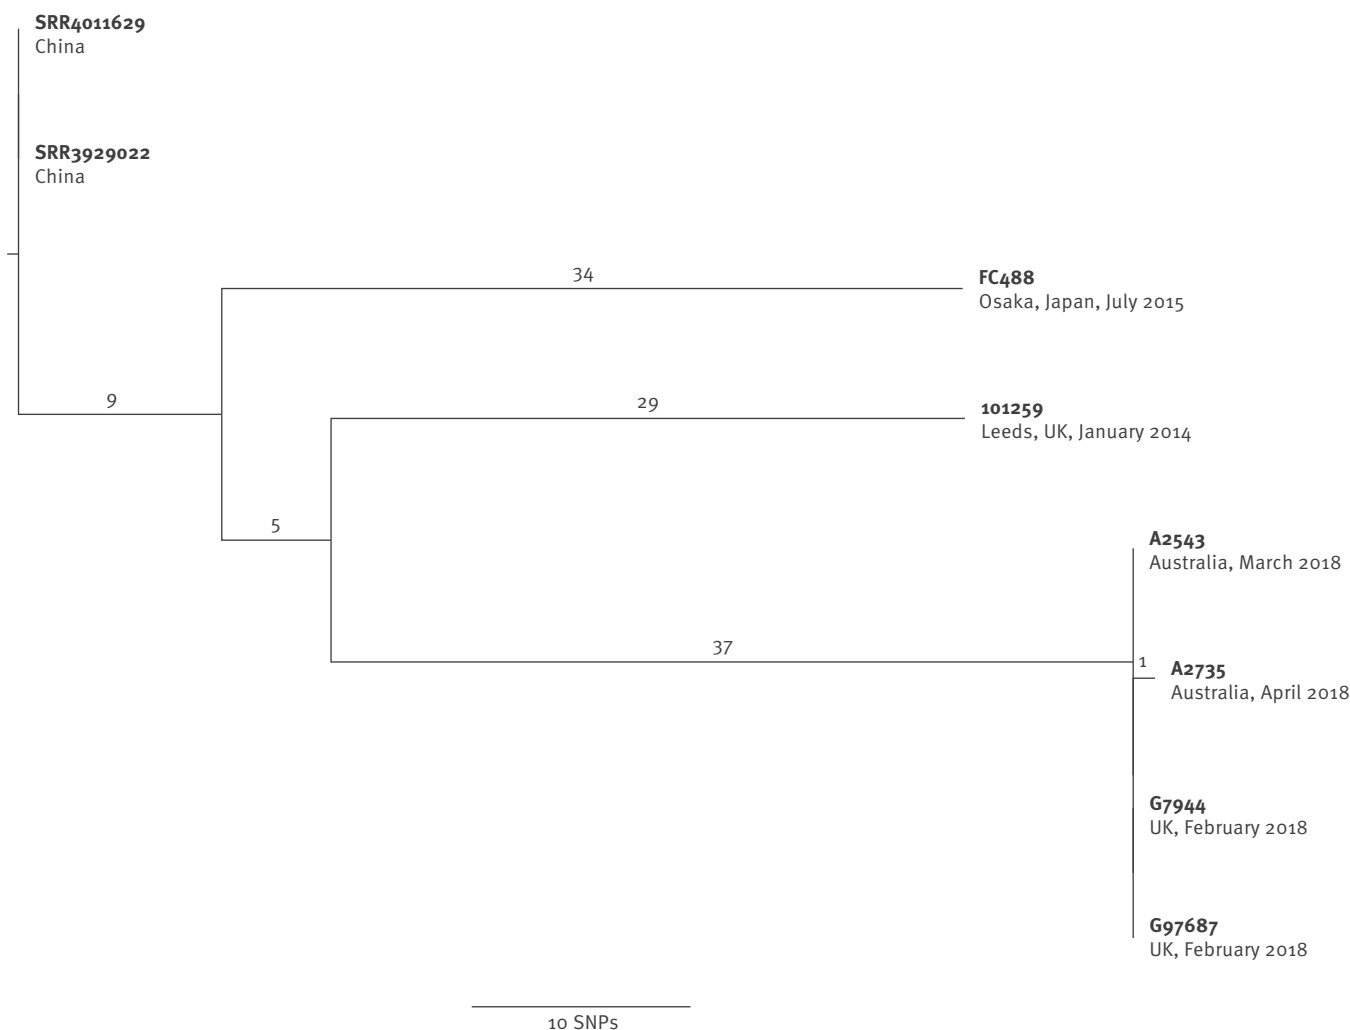 SRR4011629
China
SRR3929022
China
34
FC488
Osaka, Japan, July 2015
9
29
101259
Leeds, UK, January 2014
5
A2543
Australia, March 2018
37
1
A2735
Australia, April 2018
G7944
UK, February 2018
G97687
UK, February 2018
10 SNPs